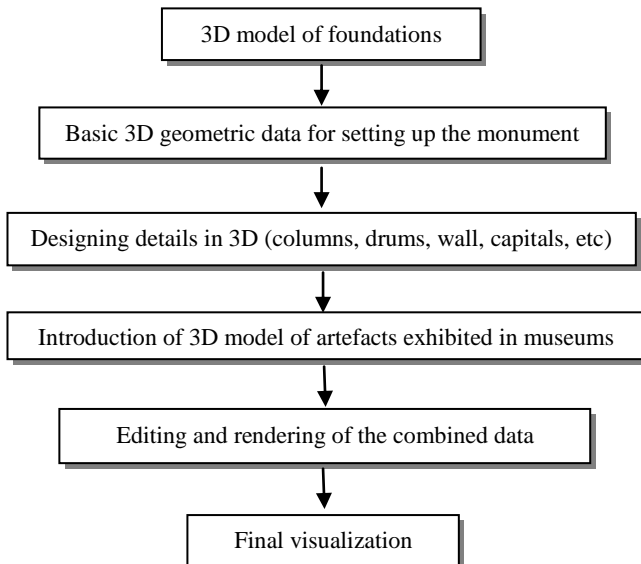 3D model of foundations
Basic 3D geometric data for setting up the monument
Designing details in 3D (columns, drums, wall, capitals, etc)
Introduction of 3D model of artefacts exhibited in museums
Editing and rendering of the combined data
Final visualization